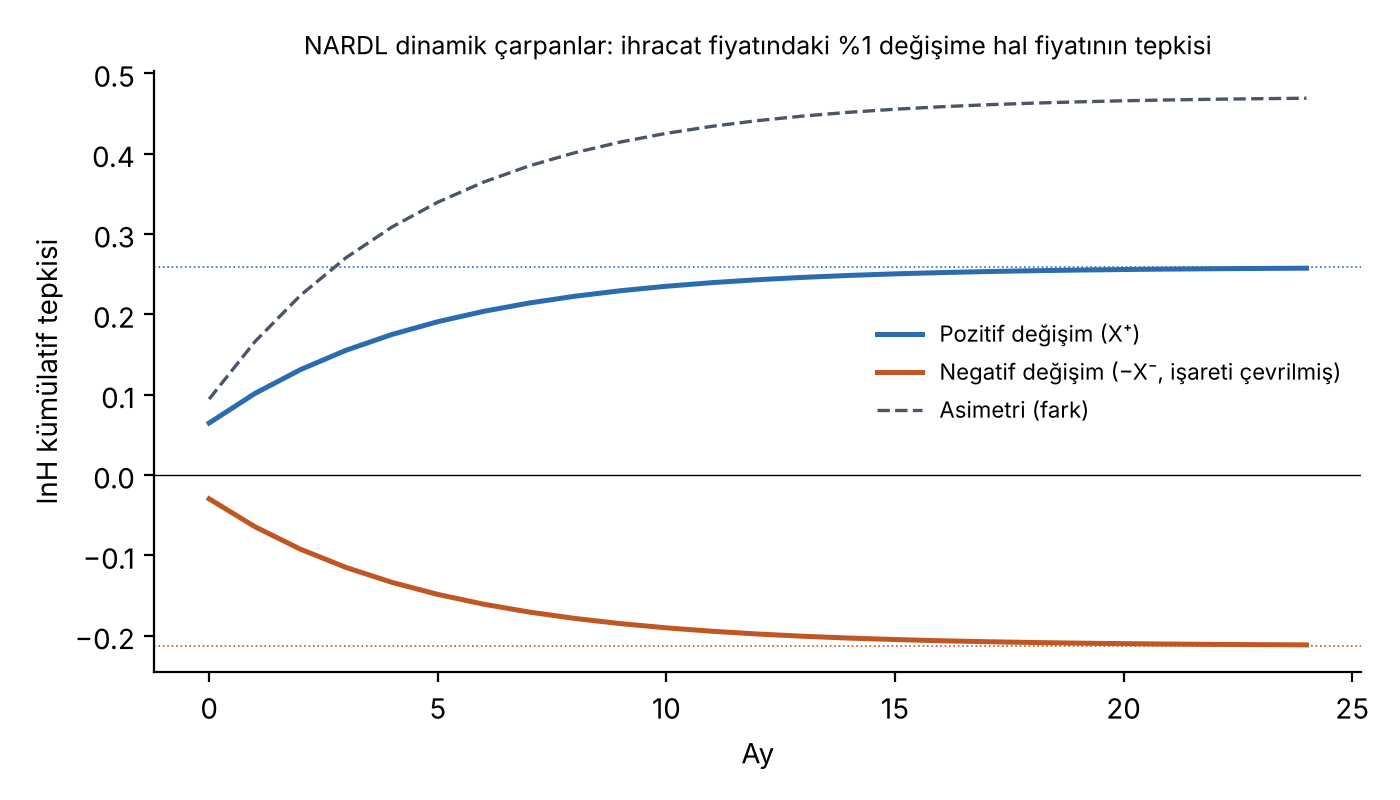 NARDL dinamik çarpanlar: ihracat fiyatındaki %1 değişime hal fiyatının tepkisi
lnH kümülatif tepkisi
0.5
0.4
0.3
0.2
0.1
0.0
−0.1
−0.2
Pozitif değişim (X⁺)
Negatif değişim (−X⁻, işareti çevrilmiş)
Asimetri (fark)
0 5 10 15 20 25
Ay